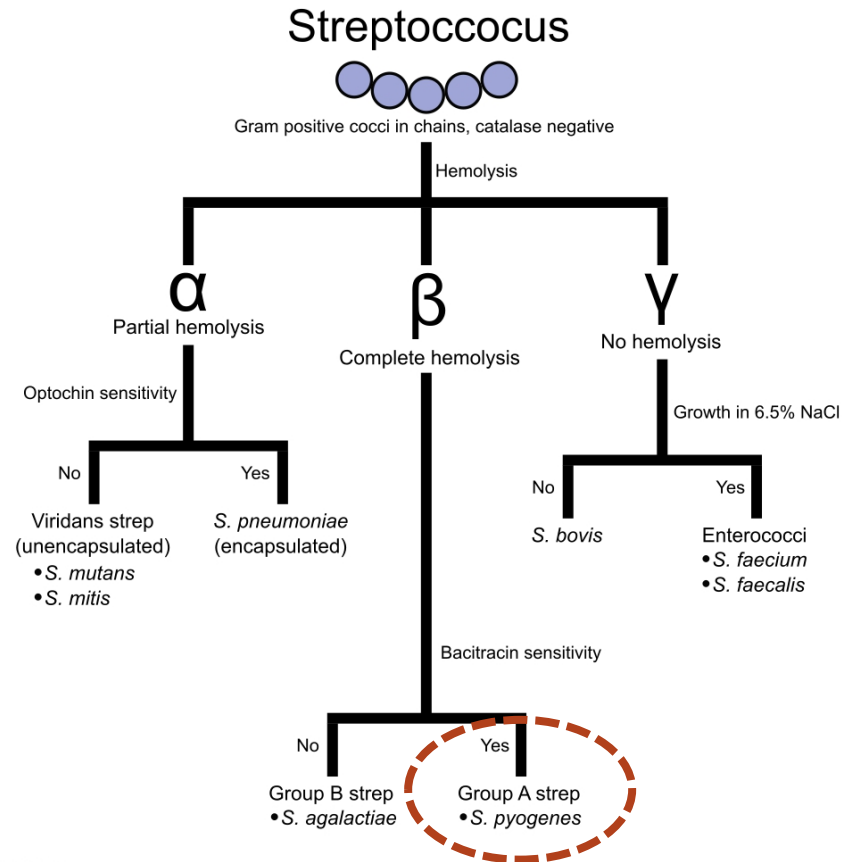 Streptoccocus
Gram positive cocci in chains, catalase negative
Hemolysis
α
Partial hemolysis
Optochin sensitivity
No
Yes
Viridans strep
(unencapsulated)
•S. mutans
•S. mitis
S. pneumoniae
(encapsulated)
β
Complete hemolysis
Bacitracin sensitivity
No
Yes
Group B strep
•S. agalactiae
Group A strep
•S. pyogenes
γ
No hemolysis
Growth in 6.5% NaCl
No
Yes
S. bovis
Enterococci
•S. faecium
•S. faecalis